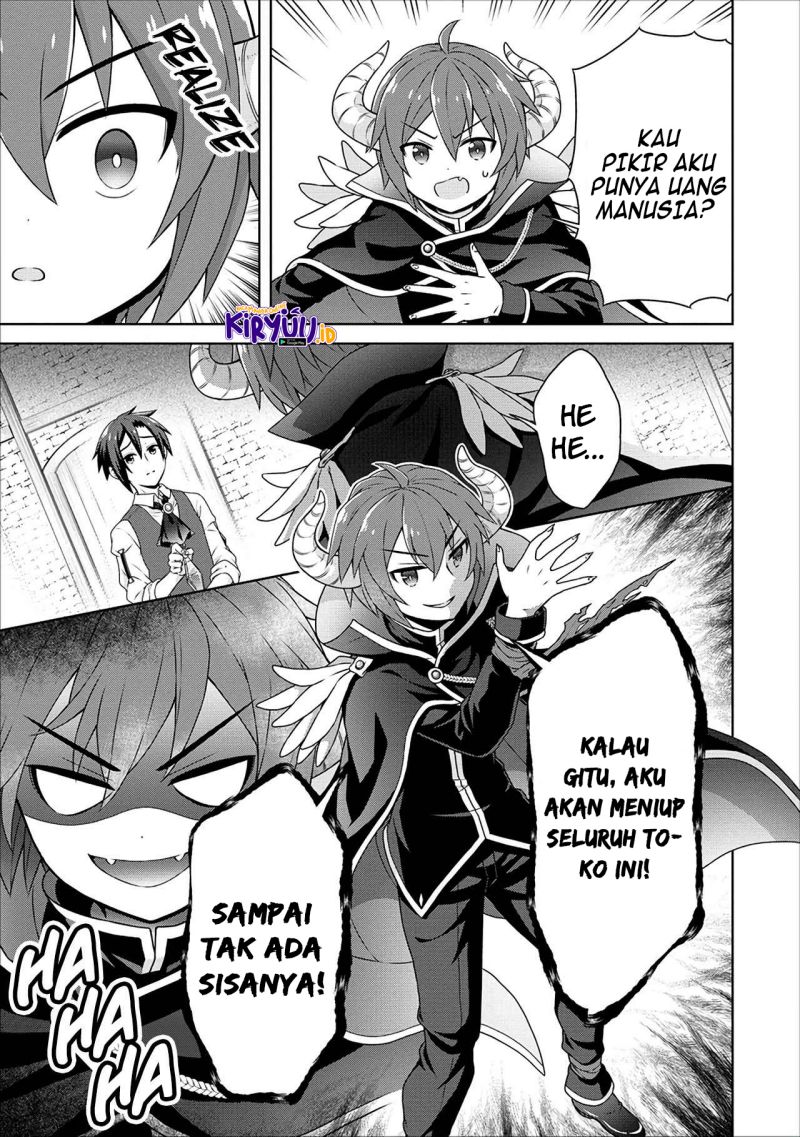 KAU
PIKIR AKU
PUNYA UANG
MANUSIA?
REALIZE
KIRYUU.ID
HE
HE...
KALAU
GITU, AKU
AKAN MENIUP
SELURUH TO-
KO INI!
SAMPAI
TAK ADA
SISANYA!
HA
HA
HA